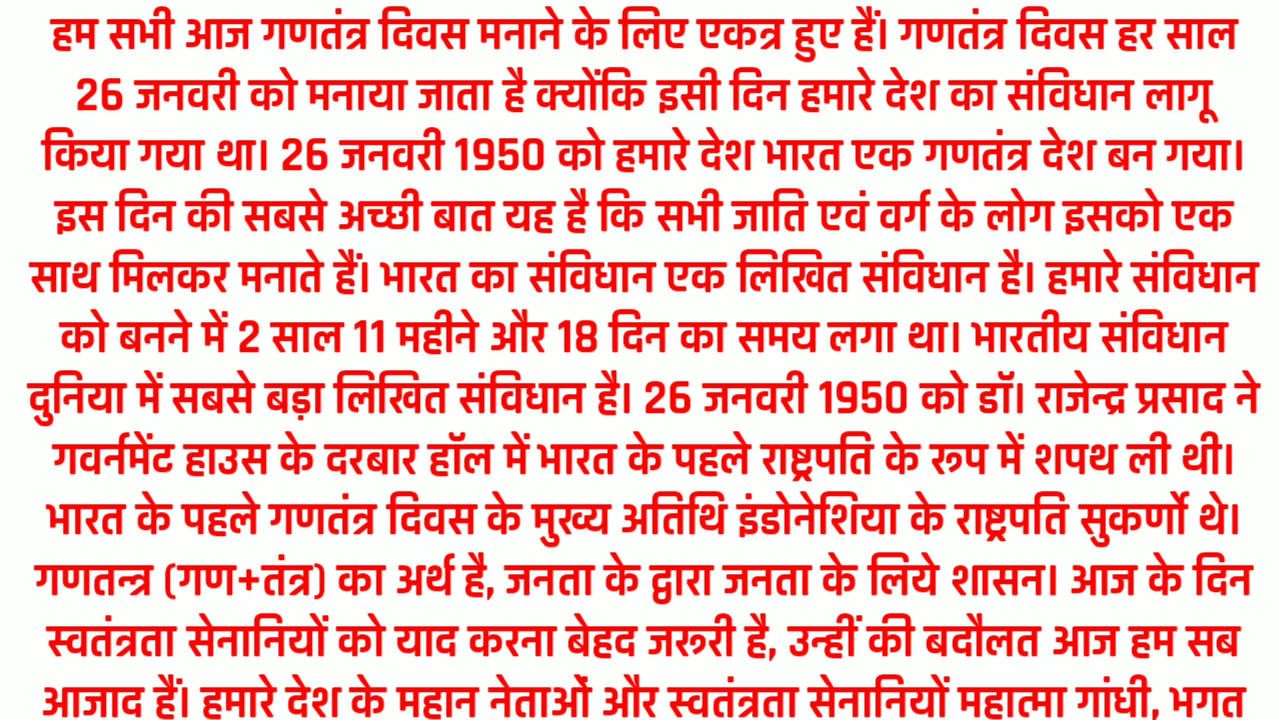 हम सभी आज गणतंत्र दिवस मनाने के लिए एकत्र हुए हैं। गणतंत्र दिवस हर साल
26 जनवरी को मनाया जाता है क्योंकि इसी दिन हमारे देश का संविधान लागू
किया गया था। 26 जनवरी 1950 को हमारे देश भारत एक गणतंत्र देश बन गया।
इस दिन की सबसे अच्छी बात यह है कि सभी जाति एवं वर्ग के लोग इसको एक
साथ मिलकर मनाते हैं। भारत का संविधान एक लिखित संविधान है। हमारे संविधान
को बनने में 2 साल 11 महीने और 18 दिन का समय लगा था। भारतीय संविधान
दुनिया में सबसे बड़ा लिखित संविधान है। 26 जनवरी 1950 को डॉ। राजेन्द्र प्रसाद ने
गवर्नमेंट हाउस के दरबार हॉल में भारत के पहले राष्ट्रपति के रूप में शपथ ली थी।
भारत के पहले गणतंत्र दिवस के मुख्य अतिथि इंडोनेशिया के राष्ट्रपति सुकर्णो थे।
गणतन्त्र (गण+तंत्र) का अर्थ है, जनता के द्वारा जनता के लिये शासन। आज के दिन
स्वतंत्रता सेनानियों को याद करना बेहद जरूरी है, उन्हीं की बदौलत आज हम सब
आजाद हैं। हमारे देश के महान नेताओं और स्वतंत्रता सेनानियों महात्मा गांधी, भगत